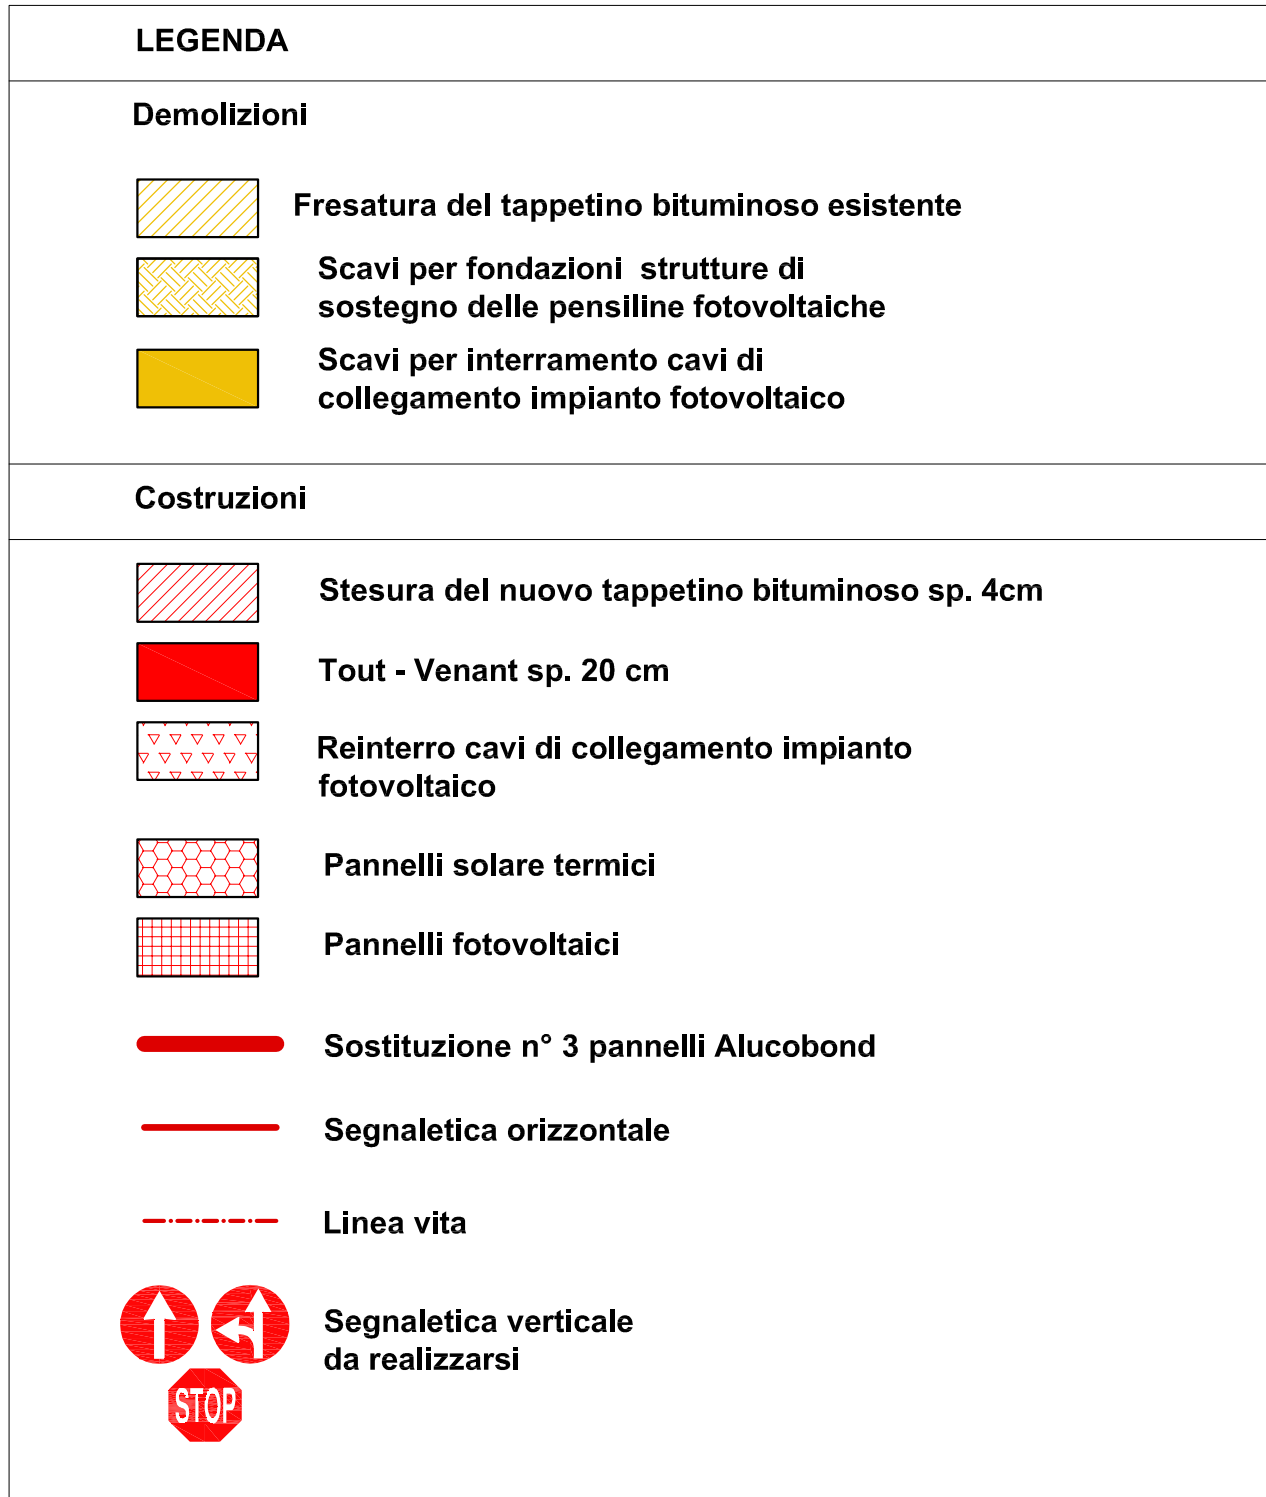 LEGENDA
Demolizioni
Fresatura del tappetino bituminoso esistente
Scavi per fondazioni strutture di
sostegno delle pensiline fotovoltaiche
Scavi per interramento cavi di
collegamento impianto fotovoltaico
Costruzioni
Stesura del nuovo tappetino bituminoso sp. 4cm
Tout - Venant sp. 20 cm
Reinterro cavi di collegamento impianto
fotovoltaico
Pannelli solare termici
Pannelli fotovoltaici
Sostituzione n° 3 pannelli Alucobond
Segnaletica orizzontale
Linea vita
Segnaletica verticale
da realizzarsi
STOP